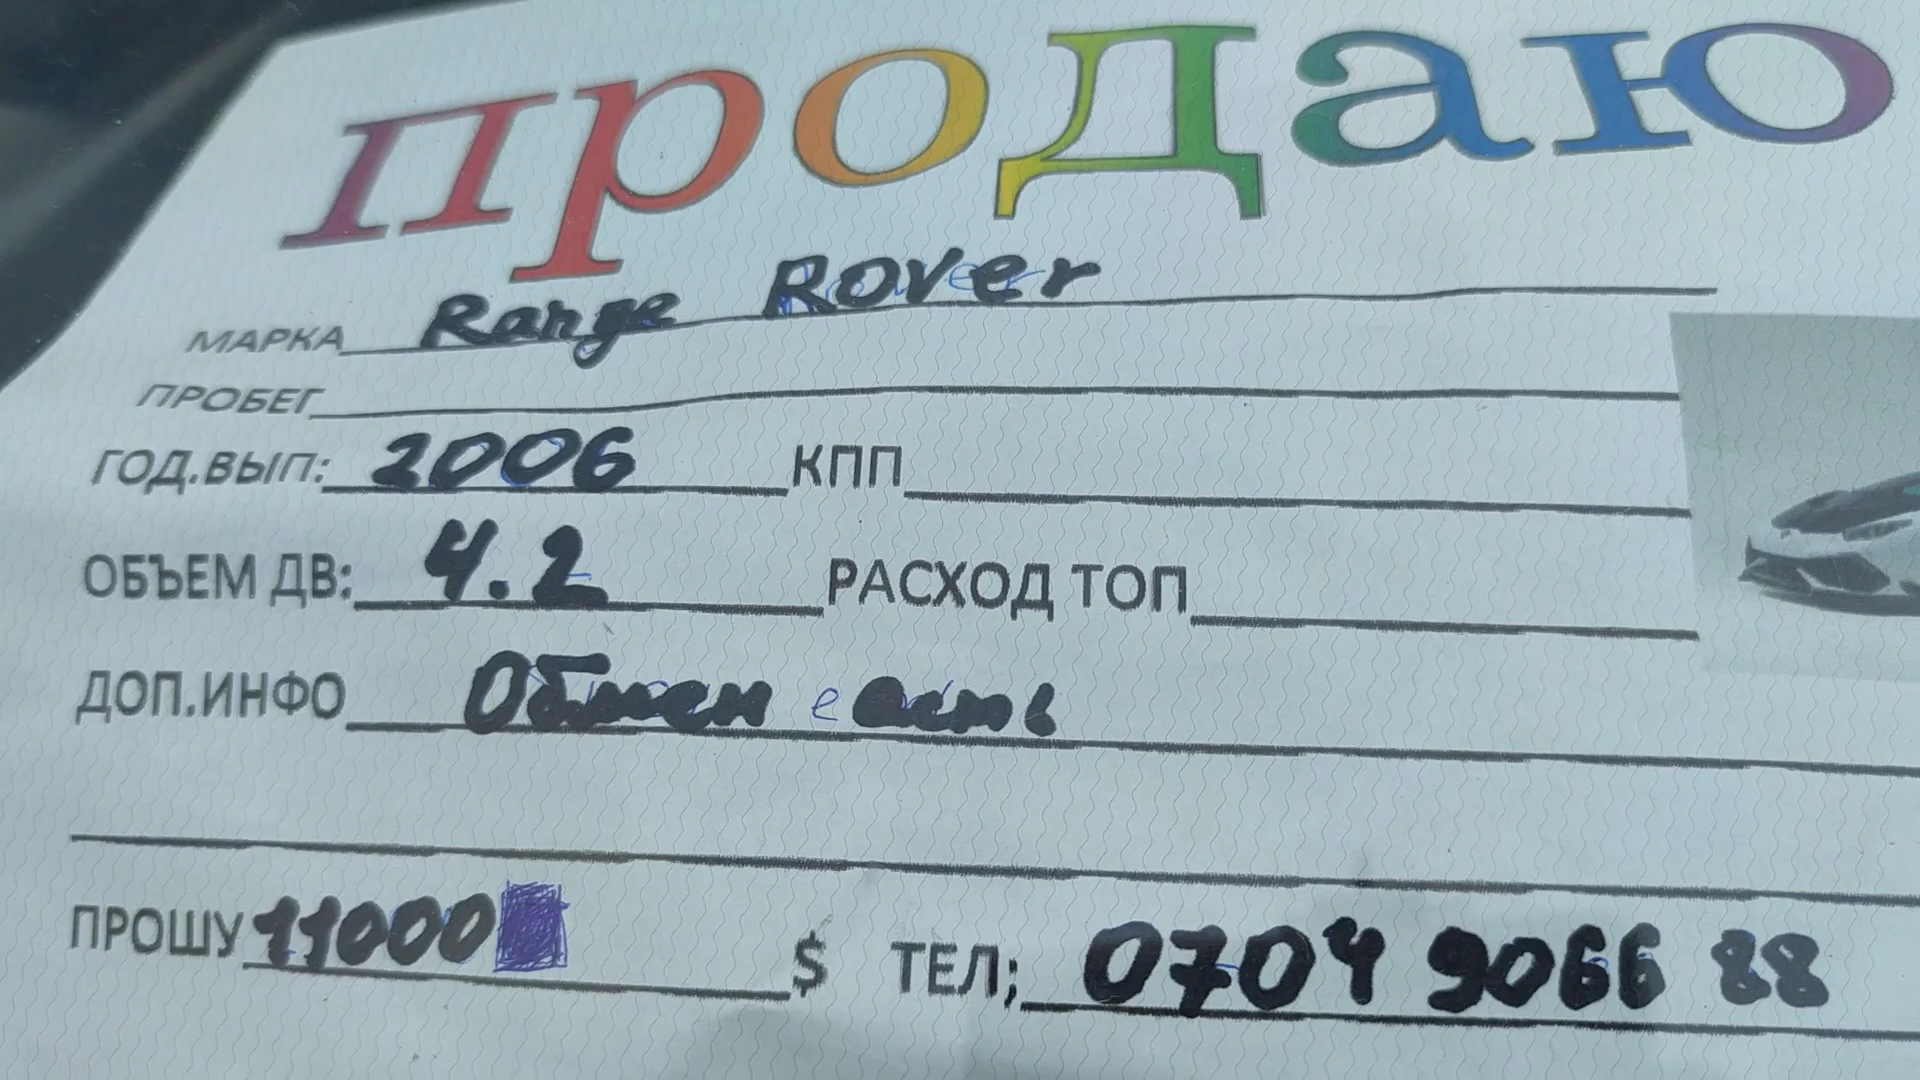 продаю
МАРКА Range Rover
ПРОБЕГ
ГОД.ВЫП: 2006 КПП
ОБЪЕМ ДВ: 4.2 РАСХОД ТОП
ДОП.ИНФО Обмен есть
ПРОШУ 11000 $ ТЕЛ; 0704 9066 88